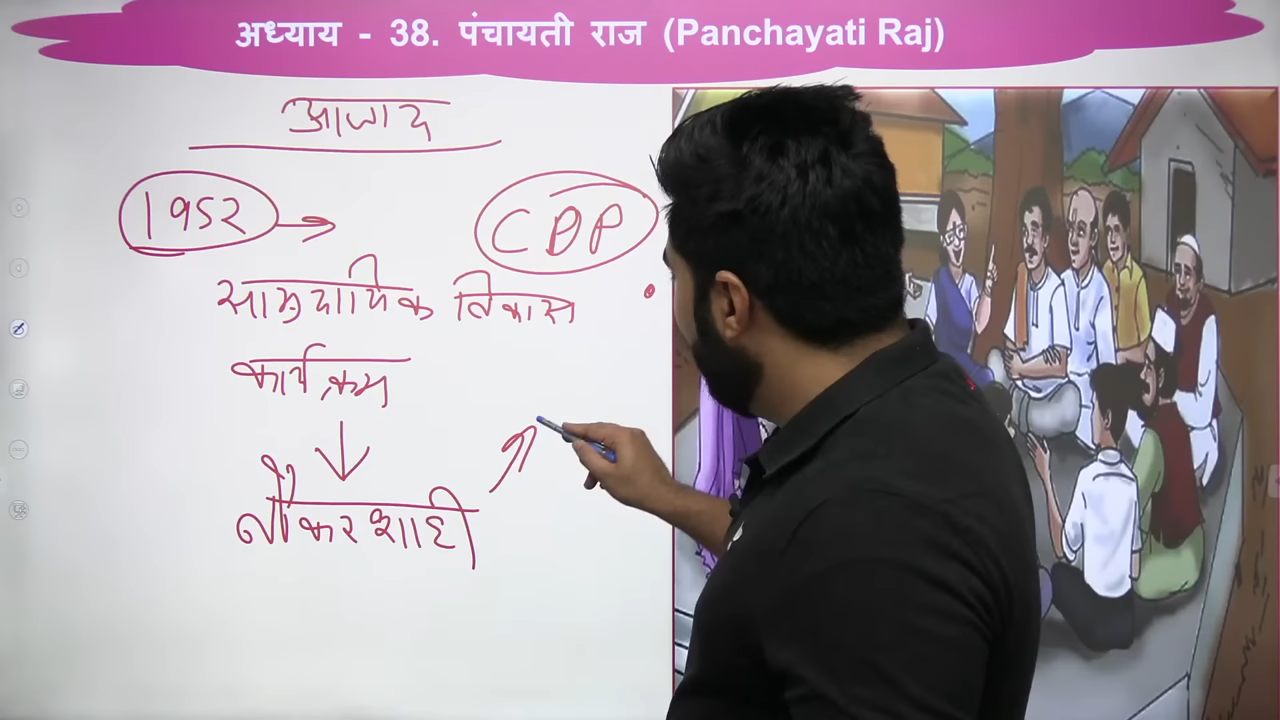 अध्याय - 38. पंचायती राज (Panchayati Raj)
आजाद
1952 → CDP
सामुदायिक विकास
कार्यक्रम
↓
नौकरशाही